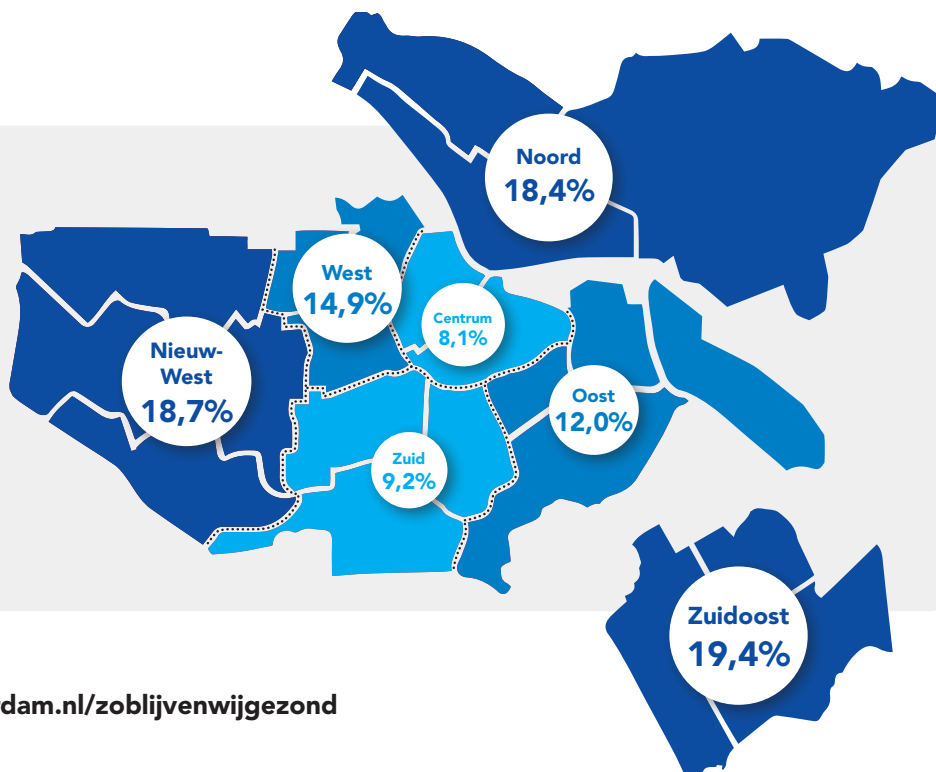 Noord
18,4%
West
14,9%
Centrum
8,1%
Nieuw-
West
18,7%
Oost
12,0%
Zuid
9,2%
Zuidoost
19,4%
dam.nl/zoblijvenwijgezond